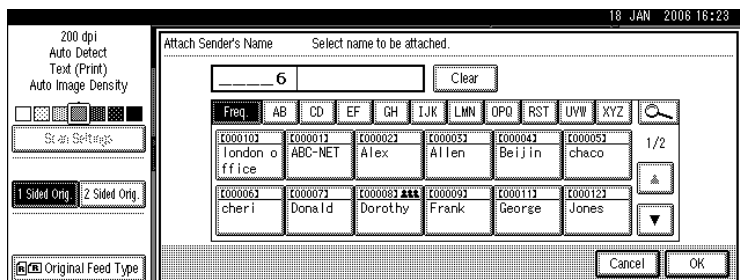 18 JAN 2006 16:23
200 dpi
Auto Detect
Text (Print)
Auto Image Density
Scan Settings
1 Sided Orig. 2 Sided Orig.
Original Feed Type
Attach Sender's Name Select name to be attached.
____6 Clear
Freq. AB CD EF GH IJK LMN OPQ RST UVW XYZ
[00010] [00001] [00002] [00003] [00004] [00005]
london o ABC-NET Alex Allen Beijin chaco
ffice
1/2
[00006] [00007] [00008] [00009] [00011] [00012]
cheri Donald Dorothy Frank George Jones
Cancel OK